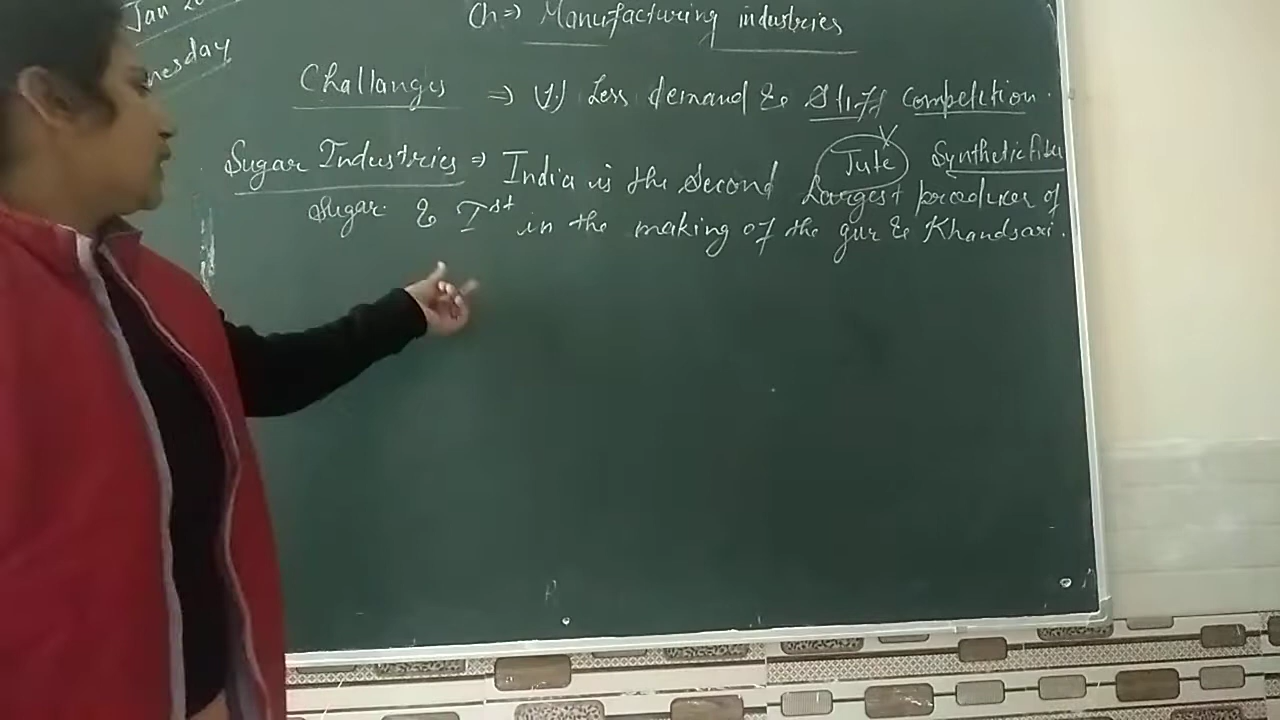 Jan
nesday
Ch ⇒ Manufacturing industries
Challanges ⇒ (1.) Less demand & Stiff competition.
Jute Synthetic fibre
Sugar Industries ⇒ India is the second Largest producer of
Sugar & Ist in the making of the gur & Khandsari.